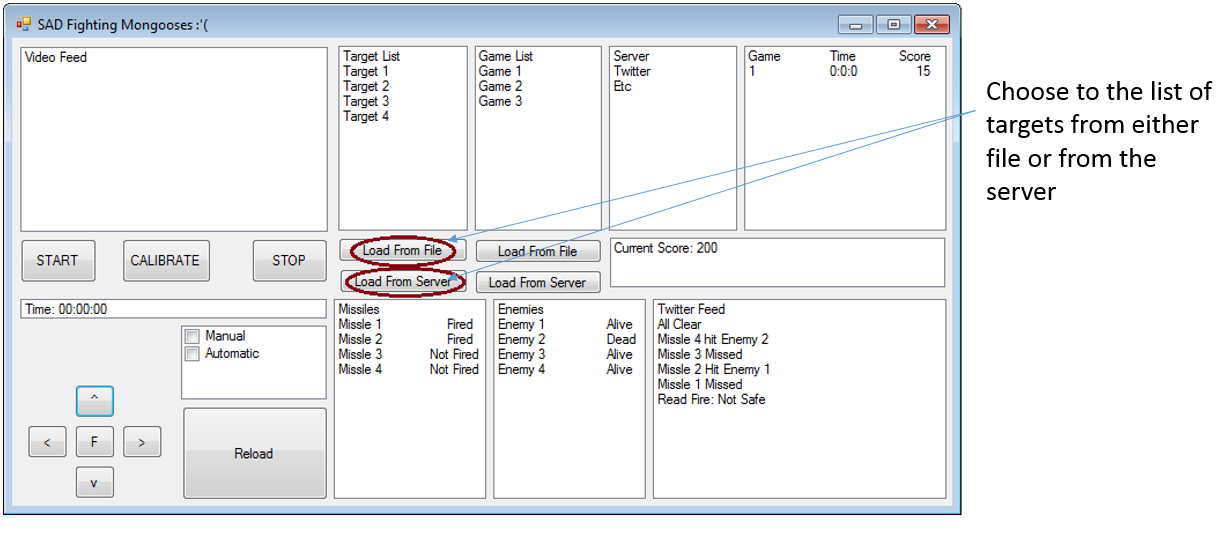 SAD Fighting Mongooses :'(
Video Feed
Target List
Target 1
Target 2
Target 3
Target 4
Game List
Game 1
Game 2
Game 3
Server
Twitter
Etc
Game Time Score
1 0:0:0 15
Choose to the list of
targets from either
file or from the
server
START
CALIBRATE
STOP
Load From File
Load From Server
Load From File
Load From Server
Current Score: 200
Time: 00:00:00
Manual
Automatic
^
< F >
v
Reload
Missiles
Missle 1 Fired
Missle 2 Fired
Missle 3 Not Fired
Missle 4 Not Fired
Enemies
Enemy 1 Alive
Enemy 2 Dead
Enemy 3 Alive
Enemy 4 Alive
Twitter Feed
All Clear
Missle 4 hit Enemy 2
Missle 3 Missed
Missle 2 Hit Enemy 1
Missle 1 Missed
Read Fire: Not Safe